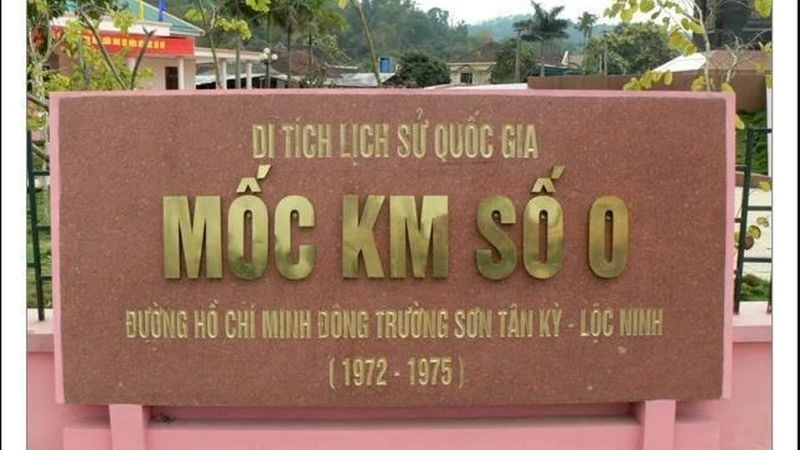 DI TÍCH LỊCH SỬ QUỐC GIA
MỐC KM SỐ 0
ĐƯỜNG HỒ CHÍ MINH ĐÔNG TRƯỜNG SƠN TÂN KỲ - LỘC NINH
( 1972 - 1975 )